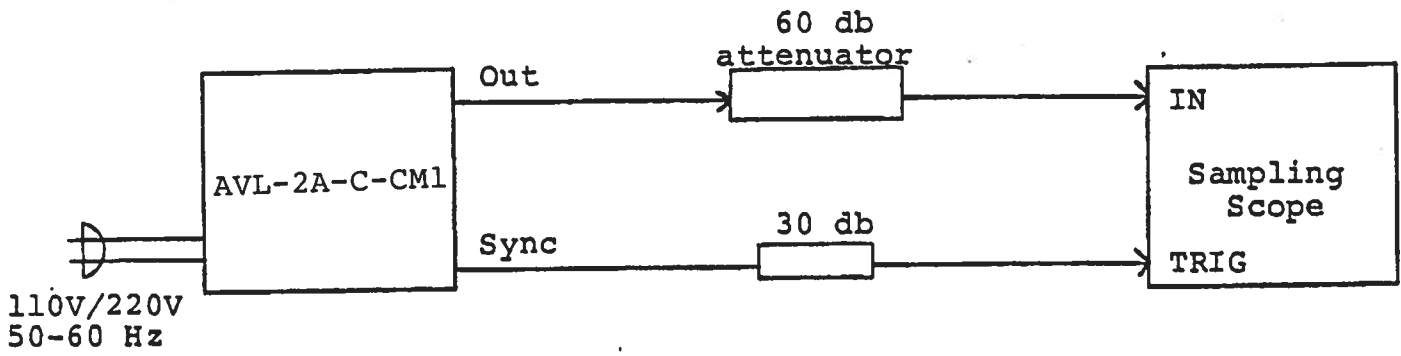 60 db
attenuator
Out
IN
AVL-2A-C-CM1
Sampling
Scope
30 db
Sync
TRIG
110V/220V
50-60 Hz